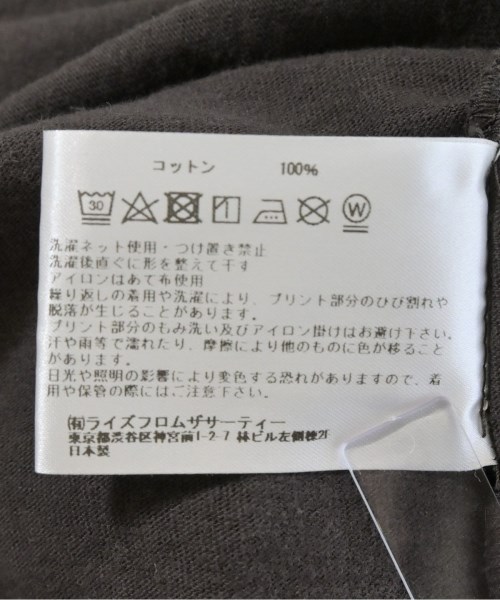 コットン 100%
30
W
洗濯ネット使用・つけ置き禁止
洗濯後直ぐに形を整えて干す
アイロンはあて布使用
繰り返しの着用や洗濯により、プリント部分のひび割れや
脱落が生じることがあります。
プリント部分のもみ洗い及びアイロン掛けはお避け下さい。
汗や雨等で濡れたり、摩擦により他のものに色が移ること
があります。
日光や照明の影響により変色する恐れがありますので、着
用や保管の際にはご注意下さい。
㈲ライズフロムザサーティー
東京都渋谷区神宮前1-2-7 林ビル左側棟2F
日本製